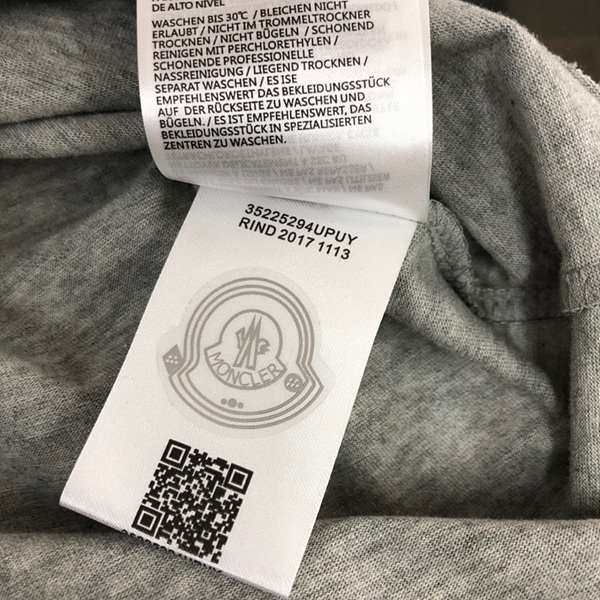 DE ALTO NIVEL
WASCHEN BIS 30℃ / BLEICHEN NICHT
ERLAUBT / NICHT IM TROMMELTROCKNER
TROCKNEN / NICHT BÜGELN / SCHONEND
REINIGEN MIT PERCHLORETHYLEN /
SCHONENDE PROFESSIONELLE
NASSREINIGUNG / LIEGEND TROCKNEN /
SEPARAT WASCHEN / ES ISE
EMPFEHLENSWERT DAS BEKLEIDUNGSSTÜCK
AUF DER RÜCKSEITE ZU WASCHEN UND
BÜGELN. / ES IST EMPFEHLENSWERT, DAS
BEKLEIDUNGSSTÜCK IN SPEZIALISIERTEN
ZENTREN ZU WASCHEN.
35225294UPUY
RIND 2017 1113
MONCLER